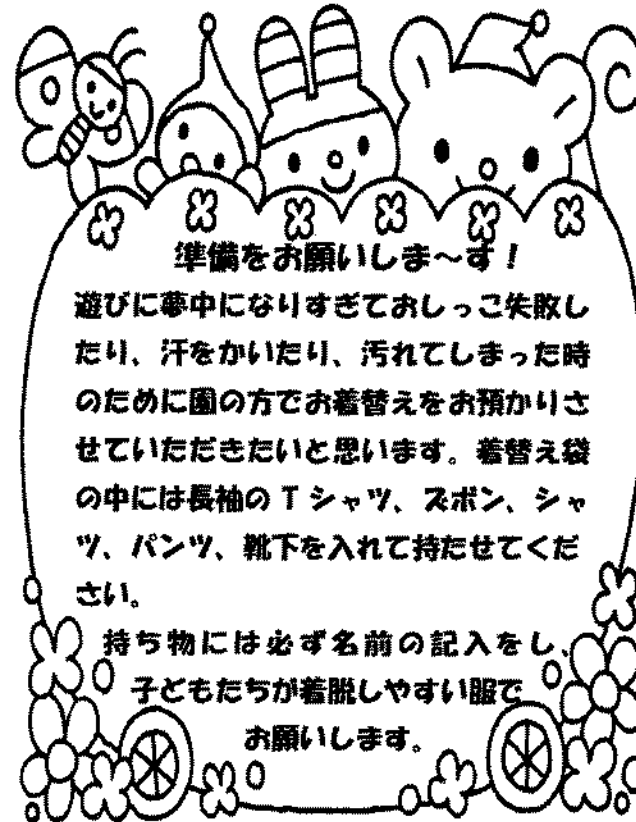 準備をお願いしま～す！
遊びに夢中になりすぎておしっこ失敗し
たり、汗をかいたり、汚れてしまった時
のために園の方でお着替えをお預かりさ
せていただきたいと思います。着替え袋
の中には長袖のTシャツ、ズボン、シャ
ツ、パンツ、靴下を入れて持たせてくだ
さい。
持ち物には必ず名前の記入をし、
子どもたちが着脱しやすい服で
お願いします。